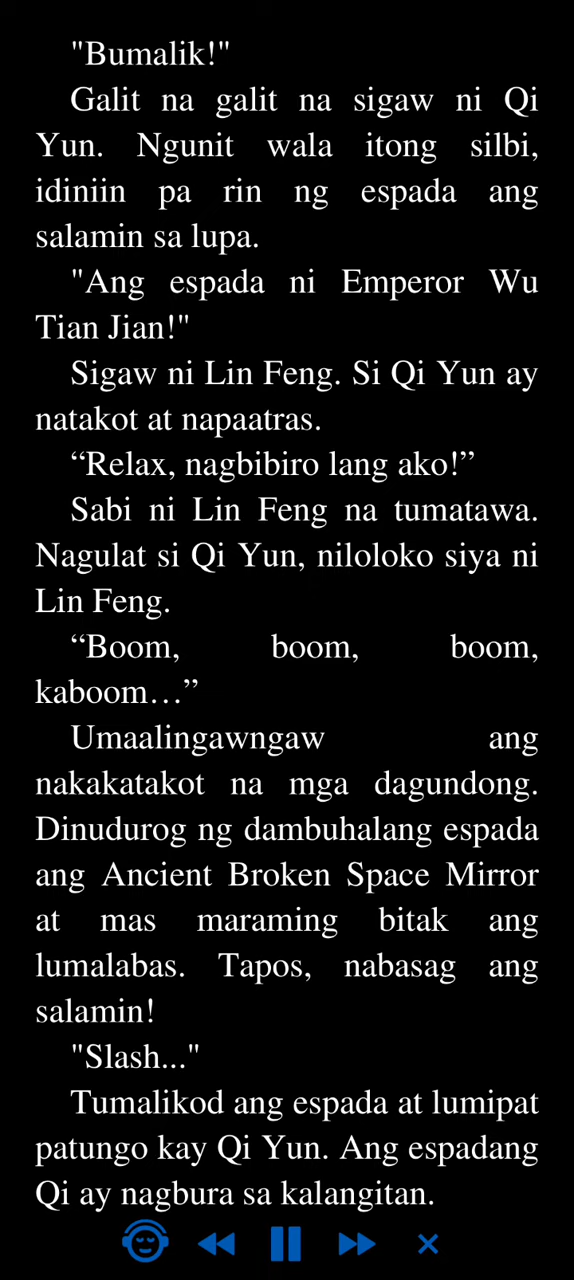 "Bumalik!"
Galit na galit na sigaw ni Qi
Yun. Ngunit wala itong silbi,
idiniin pa rin ng espada ang
salamin sa lupa.
"Ang espada ni Emperor Wu
Tian Jian!"
Sigaw ni Lin Feng. Si Qi Yun ay
natakot at napaatras.
“Relax, nagbibiro lang ako!”
Sabi ni Lin Feng na tumatawa.
Nagulat si Qi Yun, niloloko siya ni
Lin Feng.
“Boom, boom, boom,
kaboom…”
Umaalingawngaw ang
nakakatakot na mga dagundong.
Dinudurog ng dambuhalang espada
ang Ancient Broken Space Mirror
at mas maraming bitak ang
lumalabas. Tapos, nabasag ang
salamin!
"Slash..."
Tumalikod ang espada at lumipat
patungo kay Qi Yun. Ang espadang
Qi ay nagbura sa kalangitan.